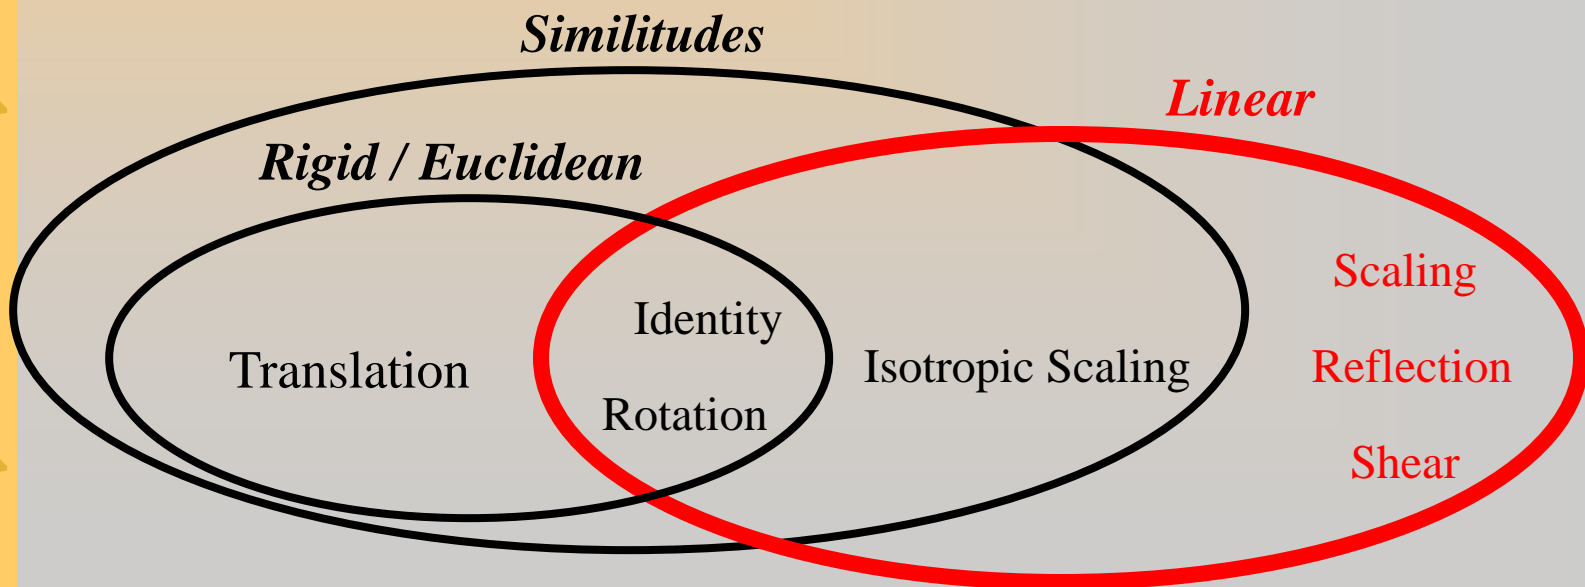 Similitudes
Linear
Rigid / Euclidean
Scaling
Identity
Translation
Isotropic Scaling
Reflection
Rotation
Shear